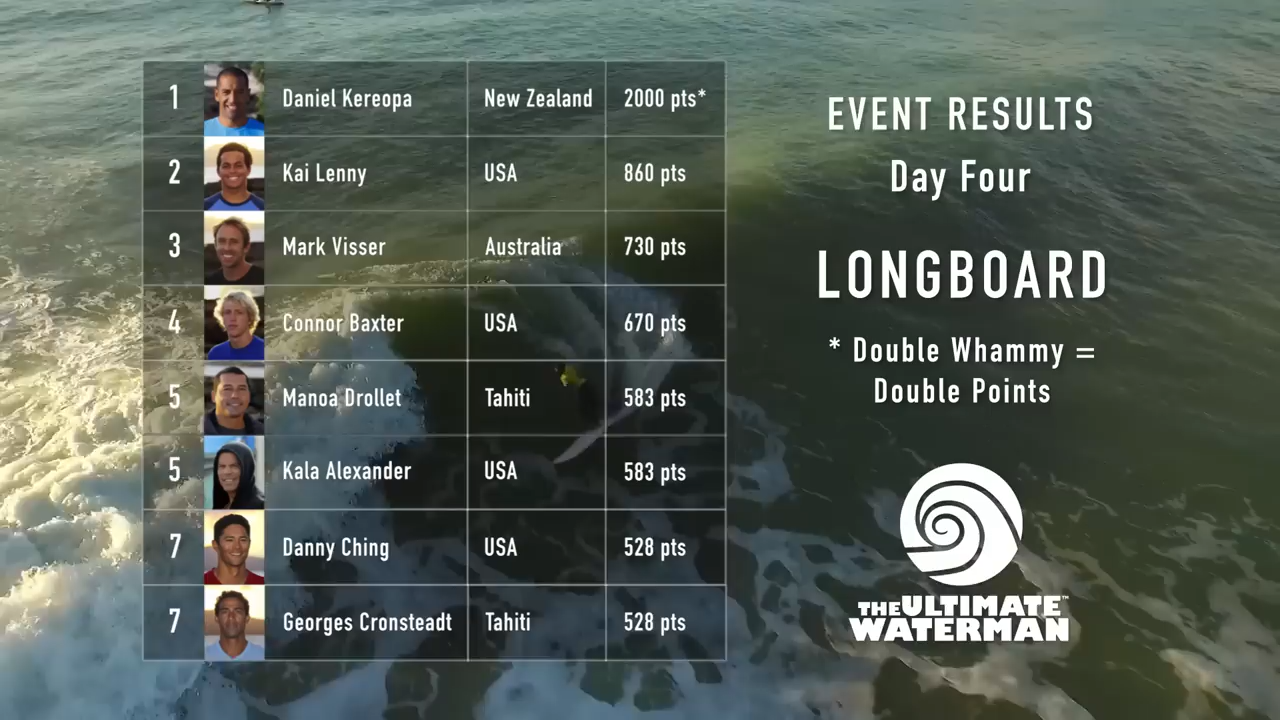 1 Daniel Kereopa New Zealand 2000 pts*
2 Kai Lenny USA 860 pts
3 Mark Visser Australia 730 pts
4 Connor Baxter USA 670 pts
5 Manoa Drollet Tahiti 583 pts
5 Kala Alexander USA 583 pts
7 Danny Ching USA 528 pts
7 Georges Cronsteadt Tahiti 528 pts
EVENT RESULTS
Day Four
LONGBOARD
* Double Whammy =
Double Points
THE ULTIMATE™
WATERMAN